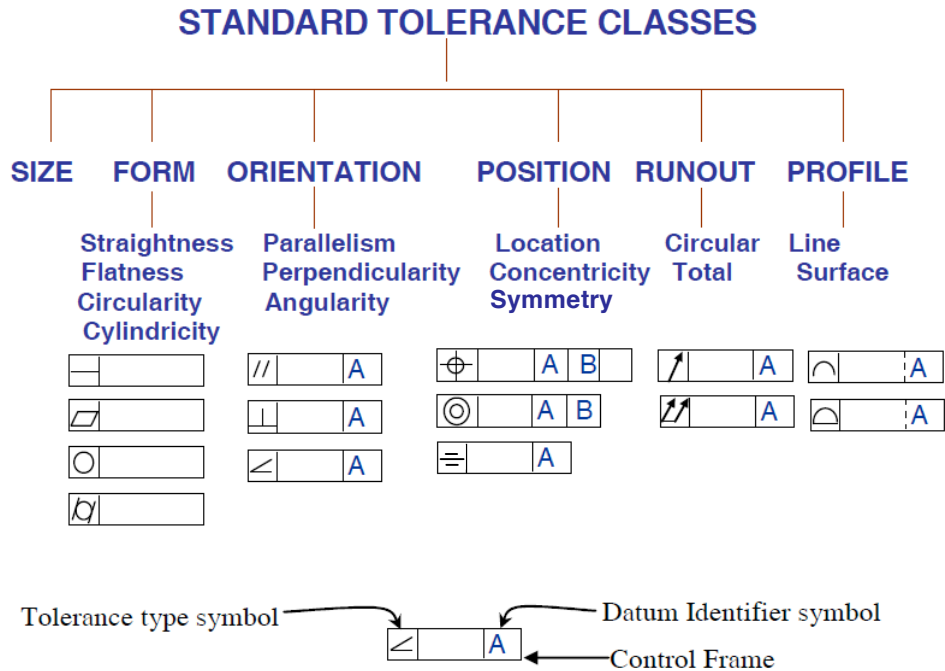 STANDARD TOLERANCE CLASSES
SIZE FORM ORIENTATION POSITION RUNOUT PROFILE
Straightness Parallelism Location Circular Line
Flatness Perpendicularity Concentricity Total Surface
Circularity Angularity Symmetry
Cylindricity
A A B A A
A A B A A
A A
Tolerance type symbol Datum Identifier symbol
A
Control Frame